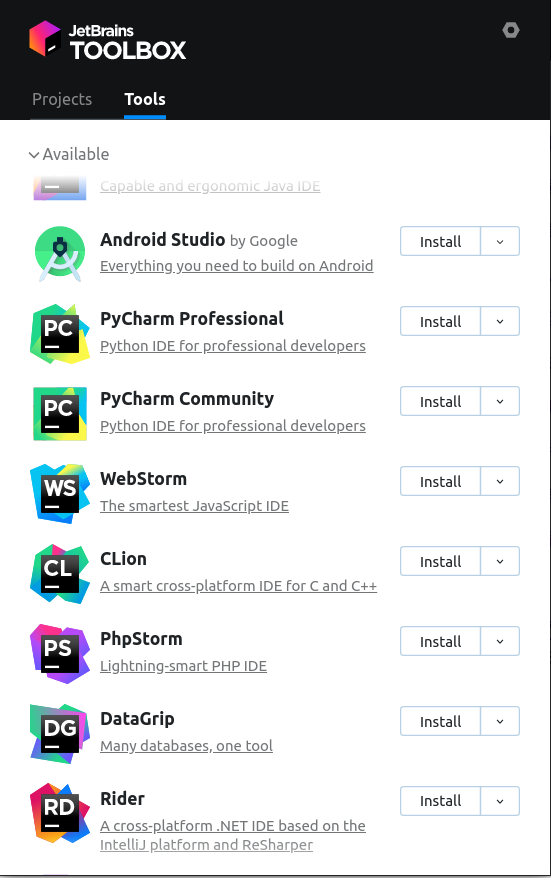 JetBrains
TOOLBOX
Projects Tools
Available
Capable and ergonomic Java IDE
Android Studio by Google
Install
Everything you need to build on Android
PC
PyCharm Professional
Install
Python IDE for professional developers
PC
PyCharm Community
Install
Python IDE for professional developers
WS
WebStorm
Install
The smartest JavaScript IDE
CL
CLion
Install
A smart cross-platform IDE for C and C++
PS
PhpStorm
Install
Lightning-smart PHP IDE
DG
DataGrip
Install
Many databases, one tool
RD
Rider
Install
A cross-platform .NET IDE based on the
IntelliJ platform and ReSharper